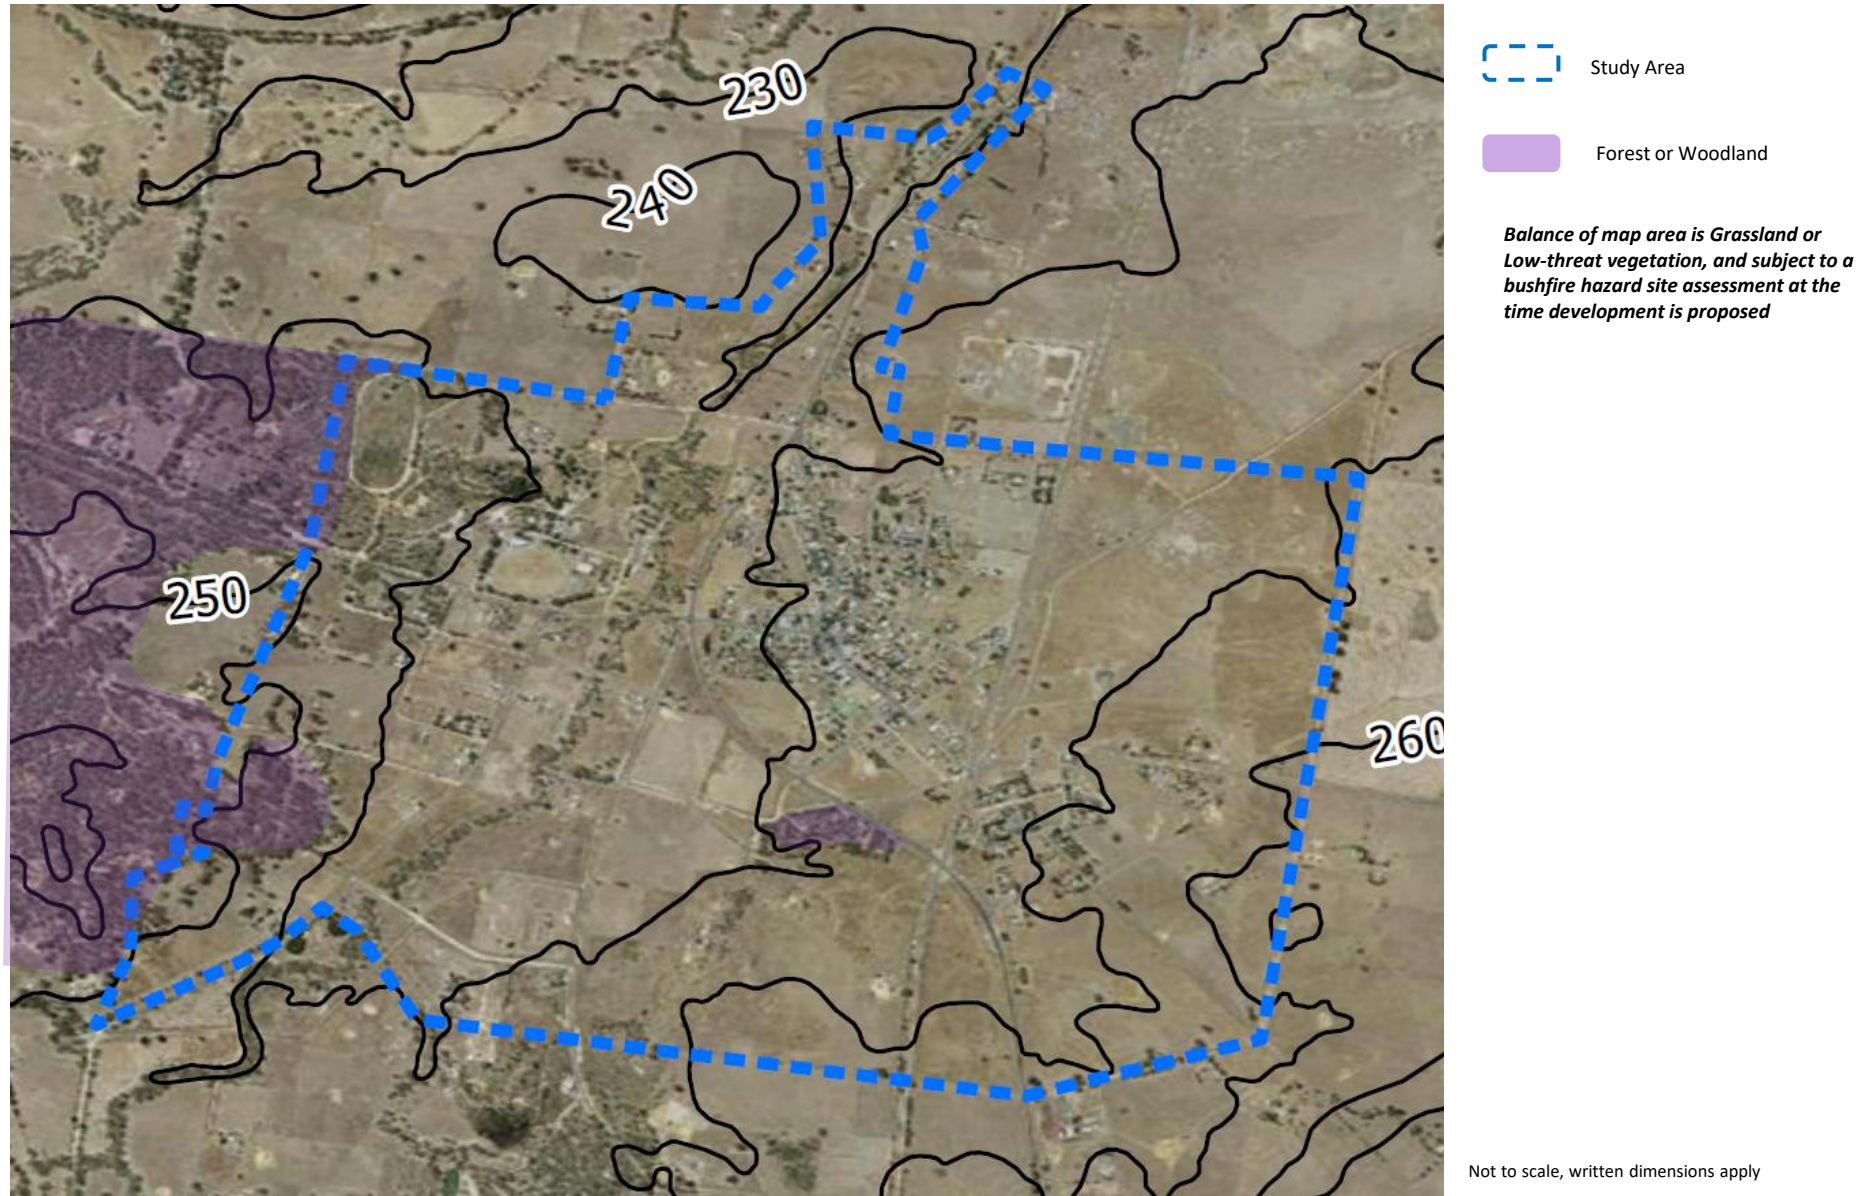 230
240
250
260
Study Area
Forest or Woodland
Balance of map area is Grassland or
Low-threat vegetation, and subject to a
bushfire hazard site assessment at the
time development is proposed
Not to scale, written dimensions apply